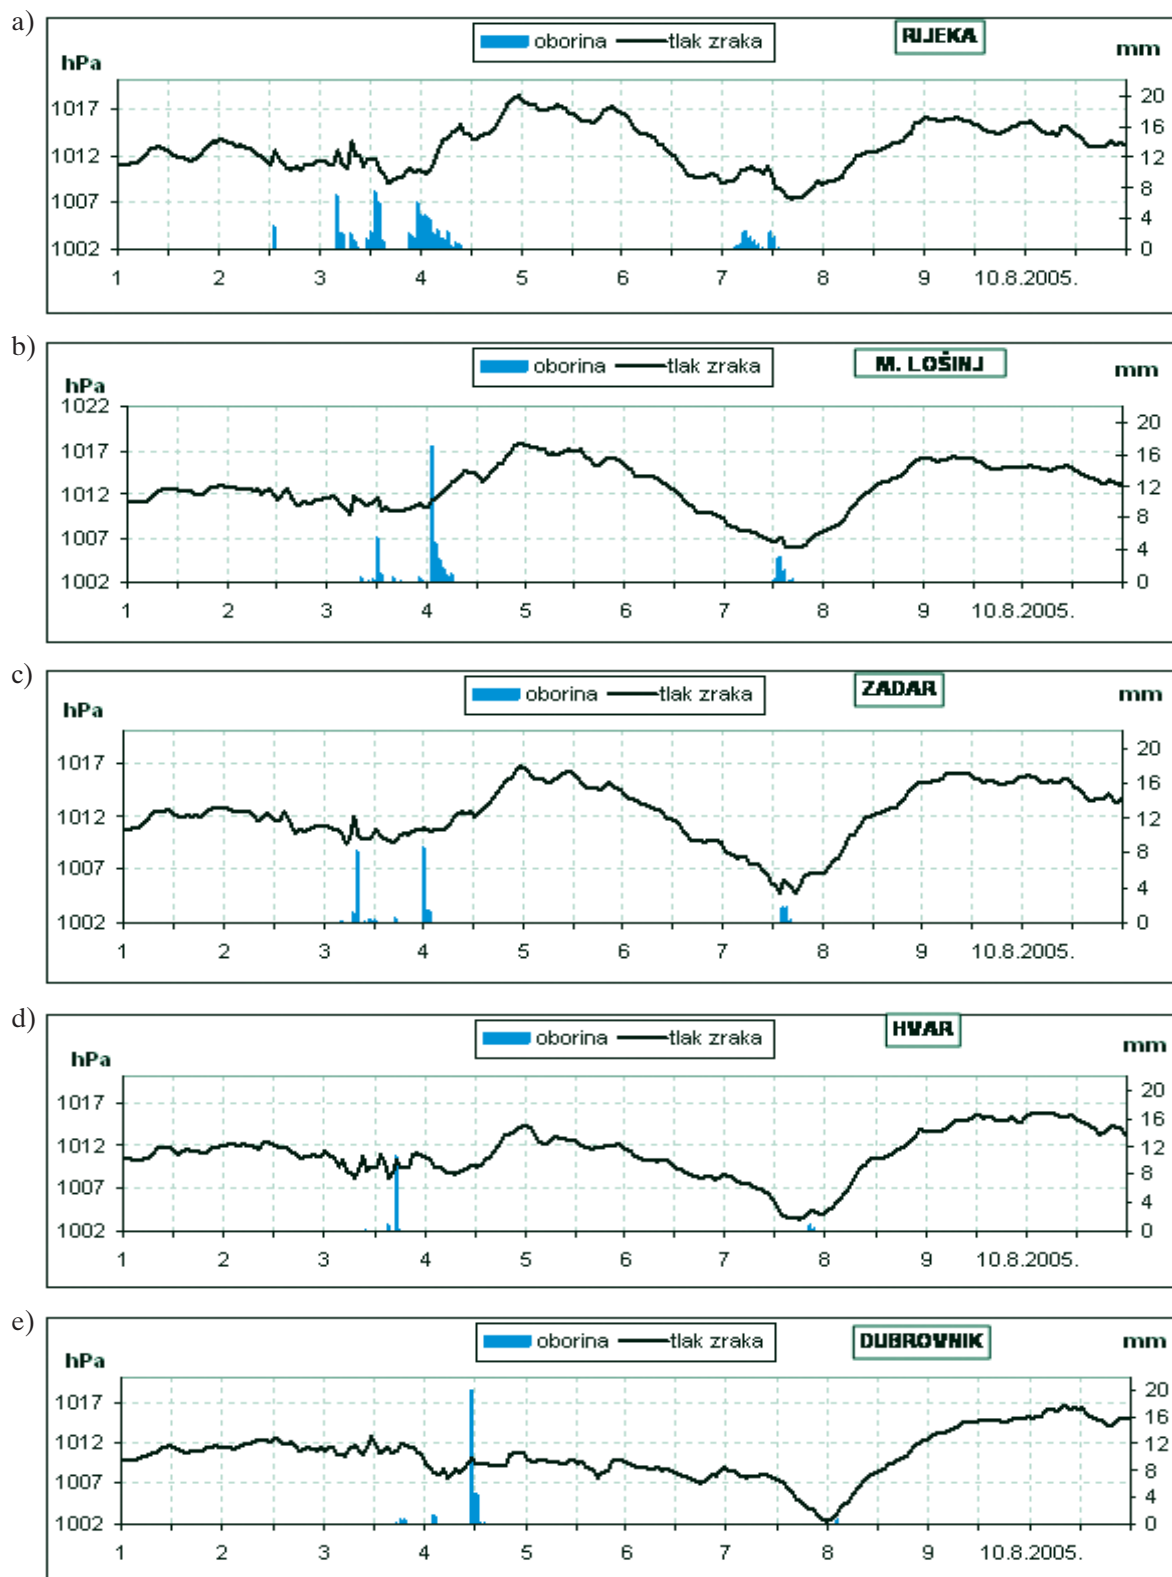 a)
oborina tlak zraka RIJEKA
hPa mm
1017 20
16
1012 12
1007 8
4
1002 0
1 2 3 4 5 6 7 8 9 10.8.2005.
b)
oborina tlak zraka M. LOŠINJ
hPa mm
1022 20
1017 16
1012 12
1007 8
4
1002 0
1 2 3 4 5 6 7 8 9 10.8.2005.
c)
oborina tlak zraka ZADAR
hPa mm
1017 20
16
1012 12
1007 8
4
1002 0
1 2 3 4 5 6 7 8 9 10.8.2005.
d)
oborina tlak zraka HVAR
hPa mm
1017 20
16
1012 12
1007 8
4
1002 0
1 2 3 4 5 6 7 8 9 10.8.2005.
e)
oborina tlak zraka DUBROVNIK
hPa mm
1017 20
16
1012 12
1007 8
4
1002 0
1 2 3 4 5 6 7 8 9 10.8.2005.